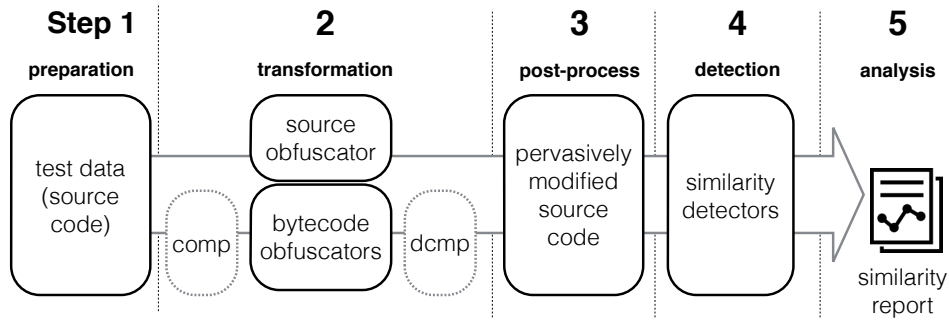 Step 1
2
3
4
5
preparation
transformation
post-process
detection
analysis
test data
(source
code)
source
obfuscator
comp
bytecode
obfuscators
dcmp
pervasively
modified
source
code
similarity
detectors
similarity
report